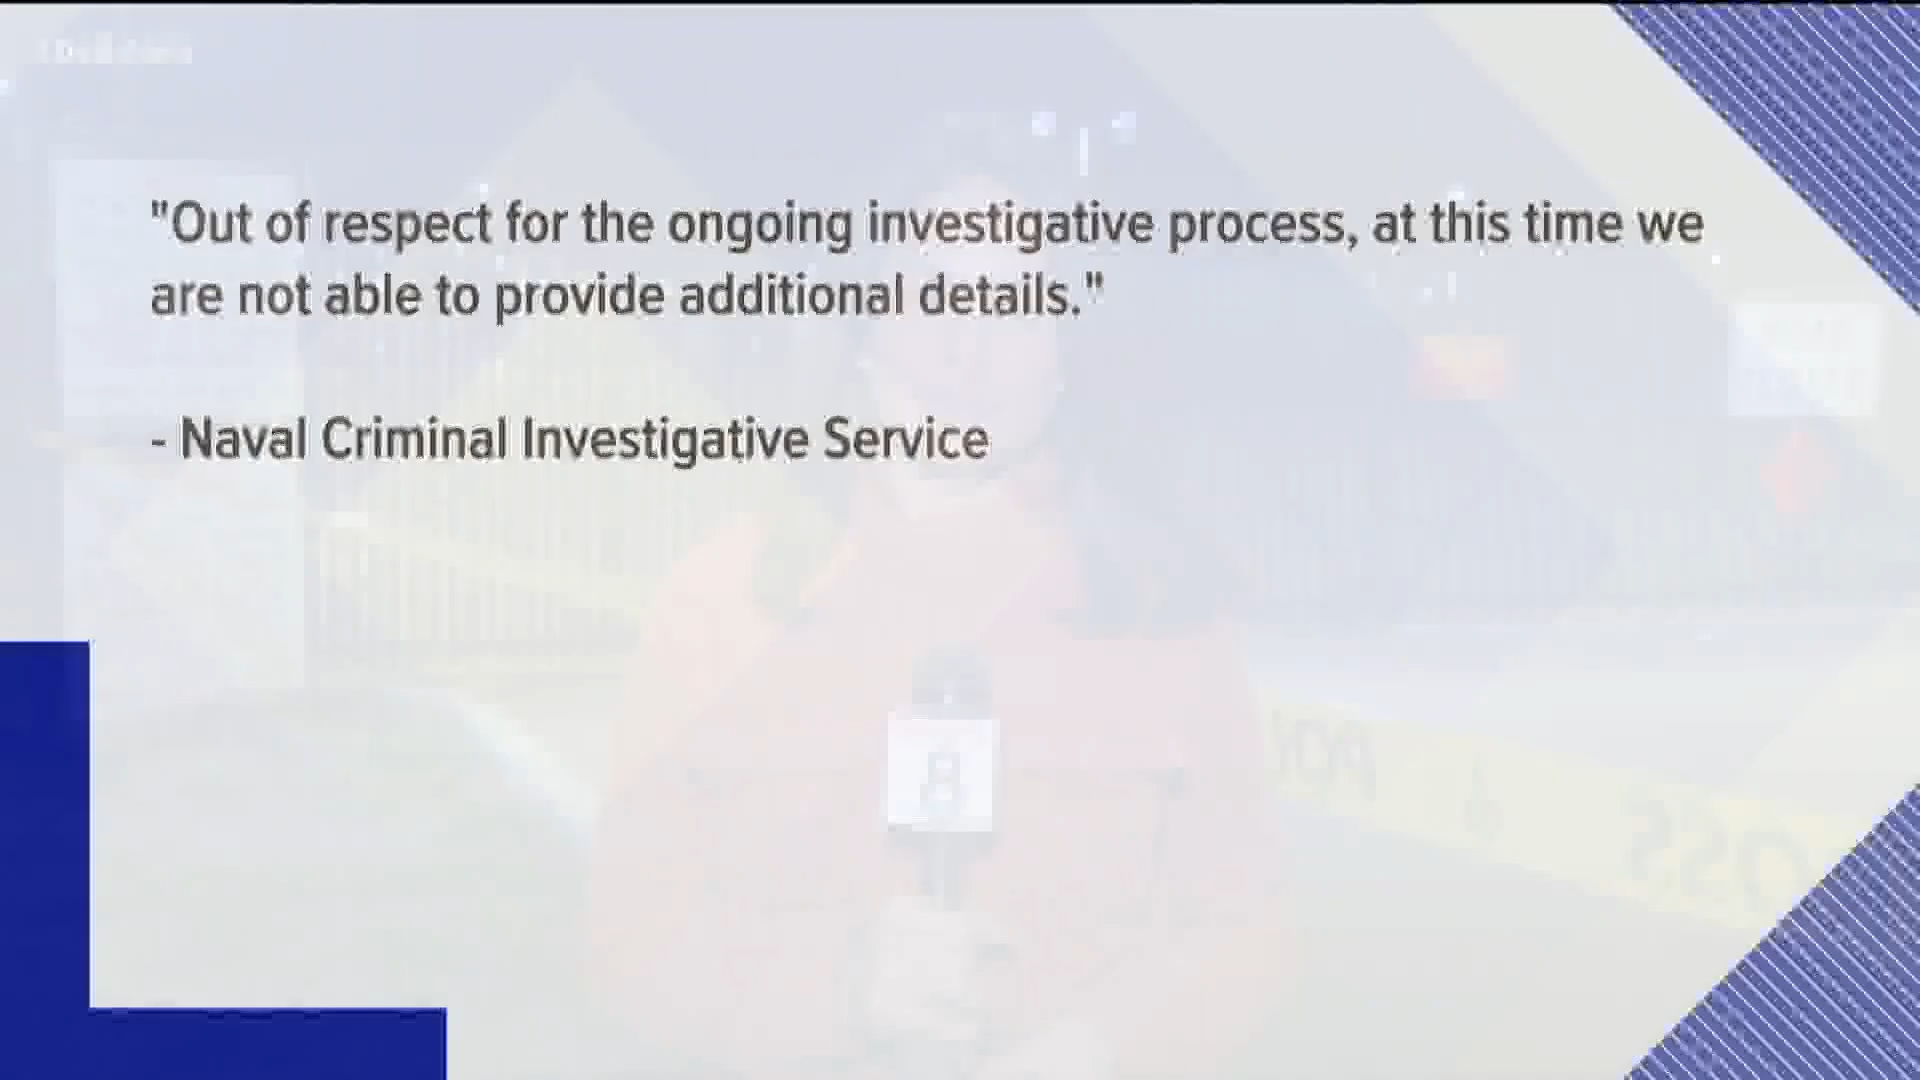 "Out of respect for the ongoing investigative process, at this time we
are not able to provide additional details."
- Naval Criminal Investigative Service
8